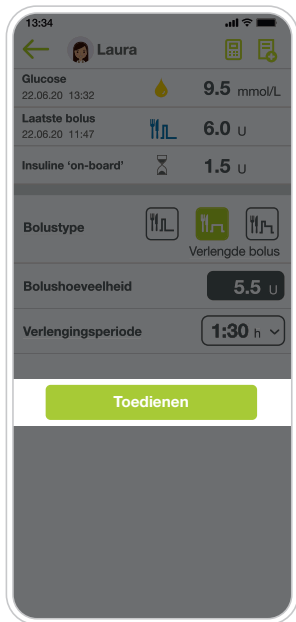 13:34
Laura
Glucose
22.06.20 13:32
9.5 mmol/L
Laatste bolus
22.06.20 11:47
6.0 U
Insuline ‘on-board’
1.5 U
Bolustype
Verlengde bolus
Bolushoeveelheid
5.5 U
Verlengingsperiode
1:30 h
Toedienen